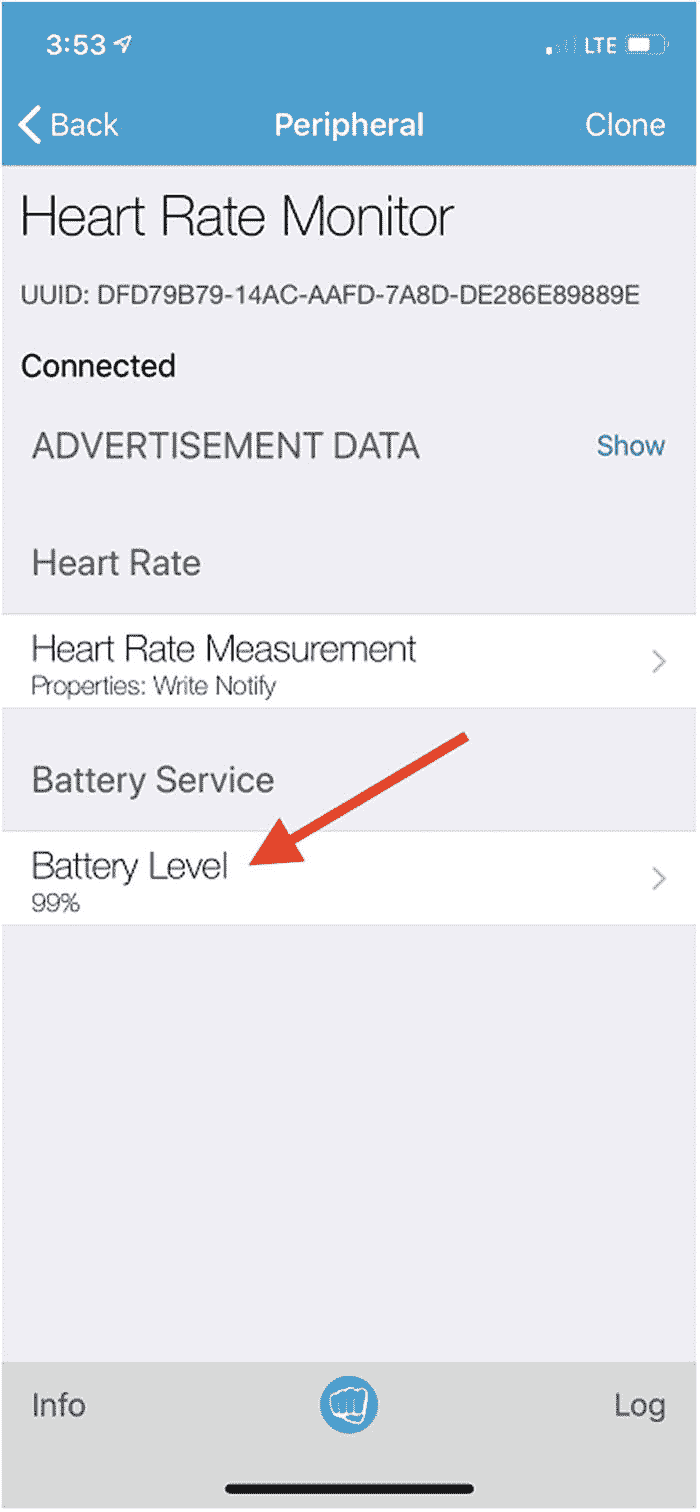 3:53 LTE
Back Peripheral Clone
Heart Rate Monitor
UUID: DFD79B79-14AC-AAFD-7A8D-DE286E89889E
Connected
ADVERTISEMENT DATA Show
Heart Rate
Heart Rate Measurement
Properties: Write Notify
Battery Service
Battery Level
99%
Info Log